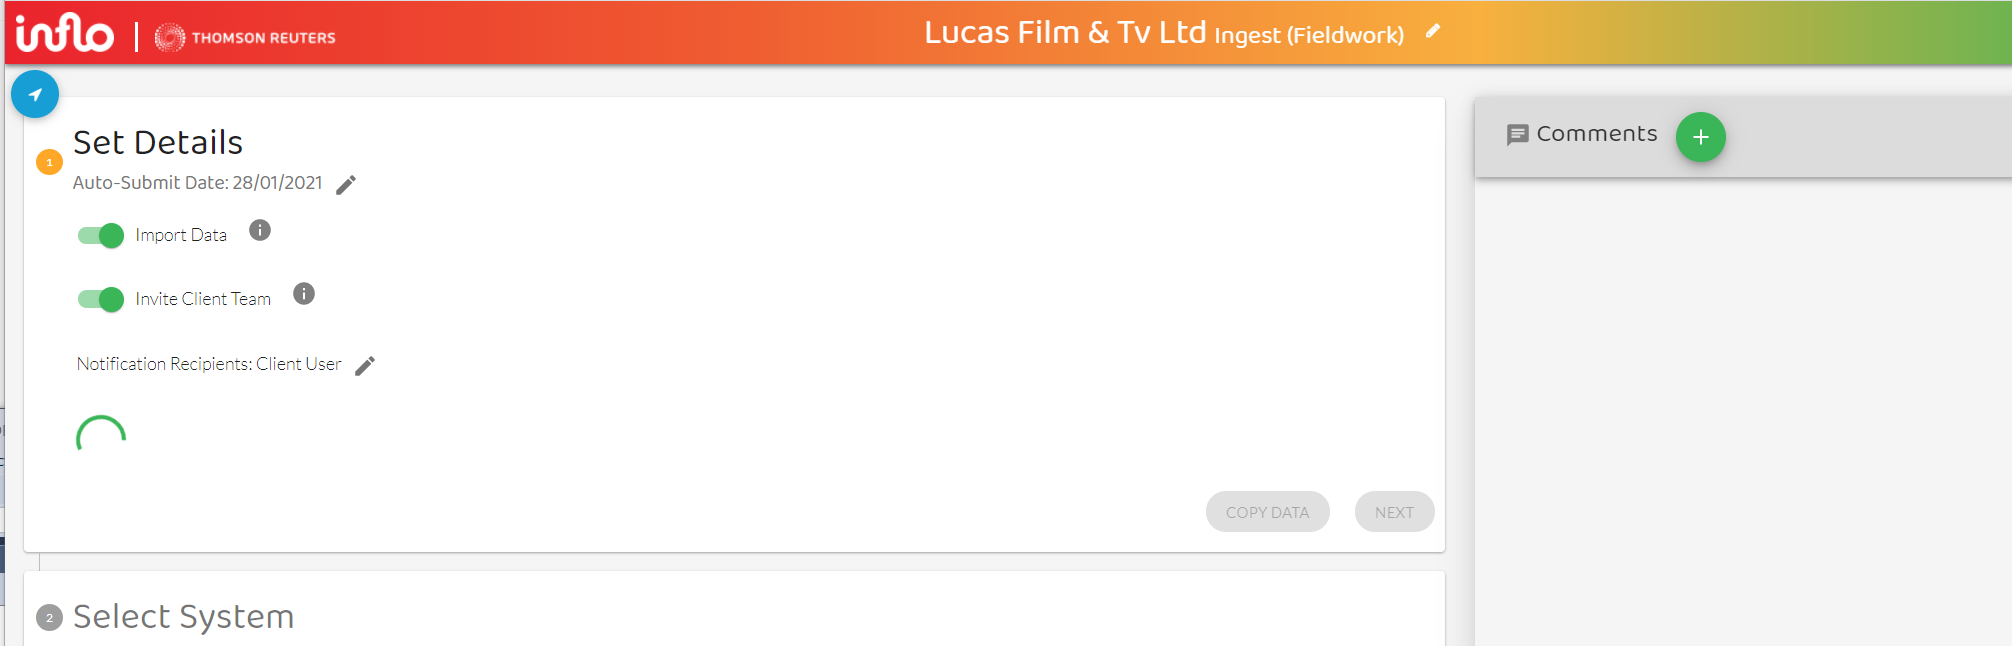 inflo | THOMSON REUTERS
Lucas Film & Tv Ltd Ingest (Fieldwork)
1
Set Details
Auto-Submit Date: 28/01/2021
Import Data
Invite Client Team
Notification Recipients: Client User
COPY DATA
NEXT
2
Select System
Comments